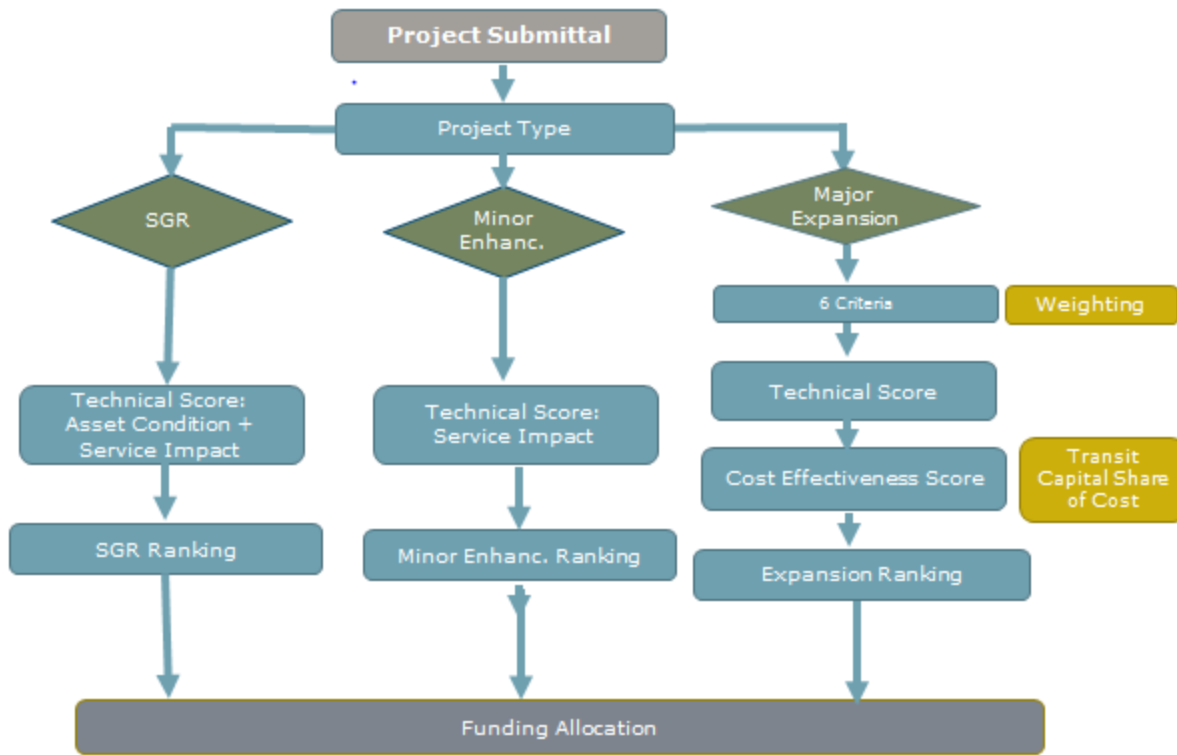 Project Submittal
Project Type
SGR
Minor
Enhanc.
Major
Expansion
6 Criteria
Weighting
Technical Score:
Asset Condition +
Service Impact
Technical Score:
Service Impact
Technical Score
Cost Effectiveness Score
Transit
Capital Share
of Cost
SGR Ranking
Minor Enhanc. Ranking
Expansion Ranking
Funding Allocation